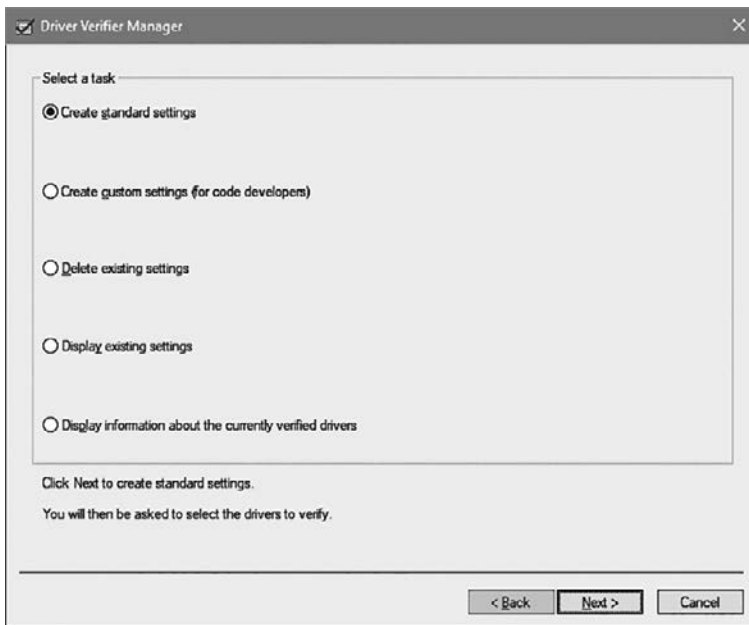 Driver Verifier Manager
Select a task
Create standard settings
Create custom settings (for code developers)
Delete existing settings
Display existing settings
Display information about the currently verified drivers
Click Next to create standard settings.
You will then be asked to select the drivers to verify.
< Back Next > Cancel